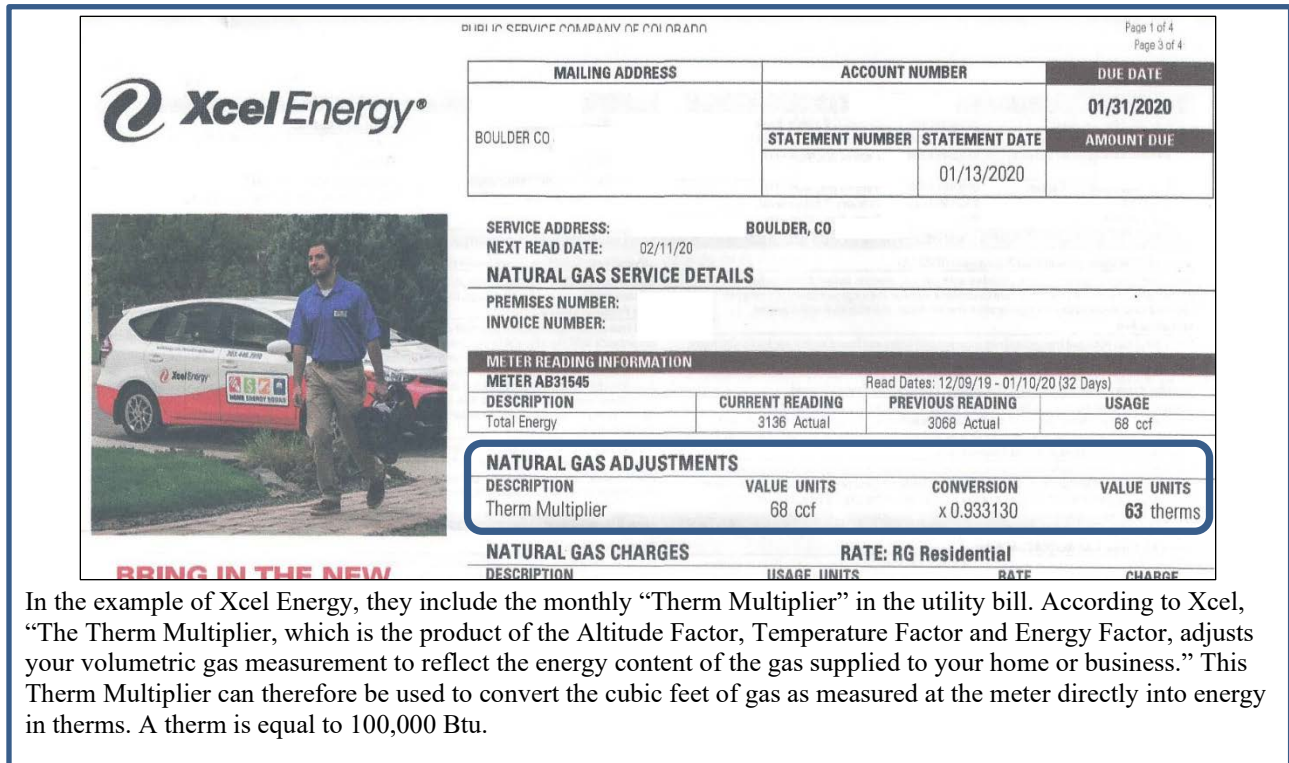 PUBLIC SERVICE COMPANY OF COLORADO
Page 1 of 4
Page 3 of 4
Xcel Energy®
MAILING ADDRESS ACCOUNT NUMBER DUE DATE
01/31/2020
BOULDER CO
STATEMENT NUMBER STATEMENT DATE AMOUNT DUE
01/13/2020
SERVICE ADDRESS: BOULDER, CO
NEXT READ DATE: 02/11/20
NATURAL GAS SERVICE DETAILS
PREMISES NUMBER:
INVOICE NUMBER:
METER READING INFORMATION
METER AB31545 Read Dates: 12/09/19 - 01/10/20 (32 Days)
DESCRIPTION CURRENT READING PREVIOUS READING USAGE
Total Energy 3136 Actual 3068 Actual 68 ccf
NATURAL GAS ADJUSTMENTS
DESCRIPTION VALUE UNITS CONVERSION VALUE UNITS
Therm Multiplier 68 ccf x 0.933130 63 therms
NATURAL GAS CHARGES RATE: RG Residential
DESCRIPTION USAGE UNITS RATE CHARGE
Xcel Energy
HOME ENERGY SQUAD
BRING IN THE NEW
In the example of Xcel Energy, they include the monthly “Therm Multiplier” in the utility bill. According to Xcel,
“The Therm Multiplier, which is the product of the Altitude Factor, Temperature Factor and Energy Factor, adjusts
your volumetric gas measurement to reflect the energy content of the gas supplied to your home or business.” This
Therm Multiplier can therefore be used to convert the cubic feet of gas as measured at the meter directly into energy
in therms. A therm is equal to 100,000 Btu.